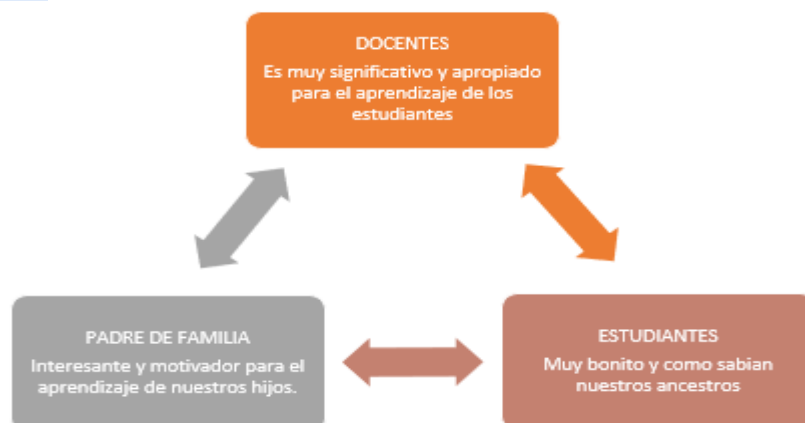 DOCENTES
Es muy significativo y apropiado
para el aprendizaje de los
estudiantes
PADRE DE FAMILIA
Interesante y motivador para el
aprendizaje de nuestros hijos.
ESTUDIANTES
Muy bonito y como sabian
nuestros ancestros